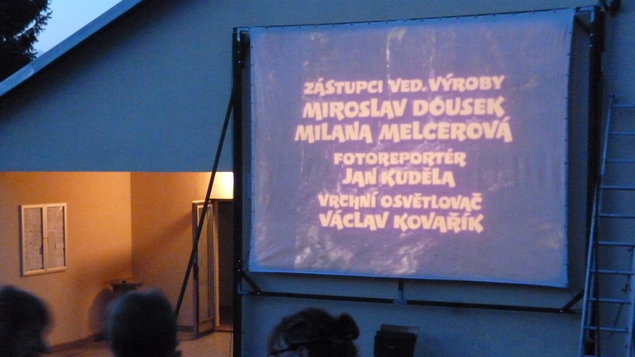 ZÁSTUPCI VED. VÝROBY
MIROSLAV DOUSEK
MILANA MELCEROVÁ
FOTOREPORTÉR
JAN KUDĚLA
VRCHNÍ OSVĚTLOVAČ
VÁCLAV KOVAŘÍK